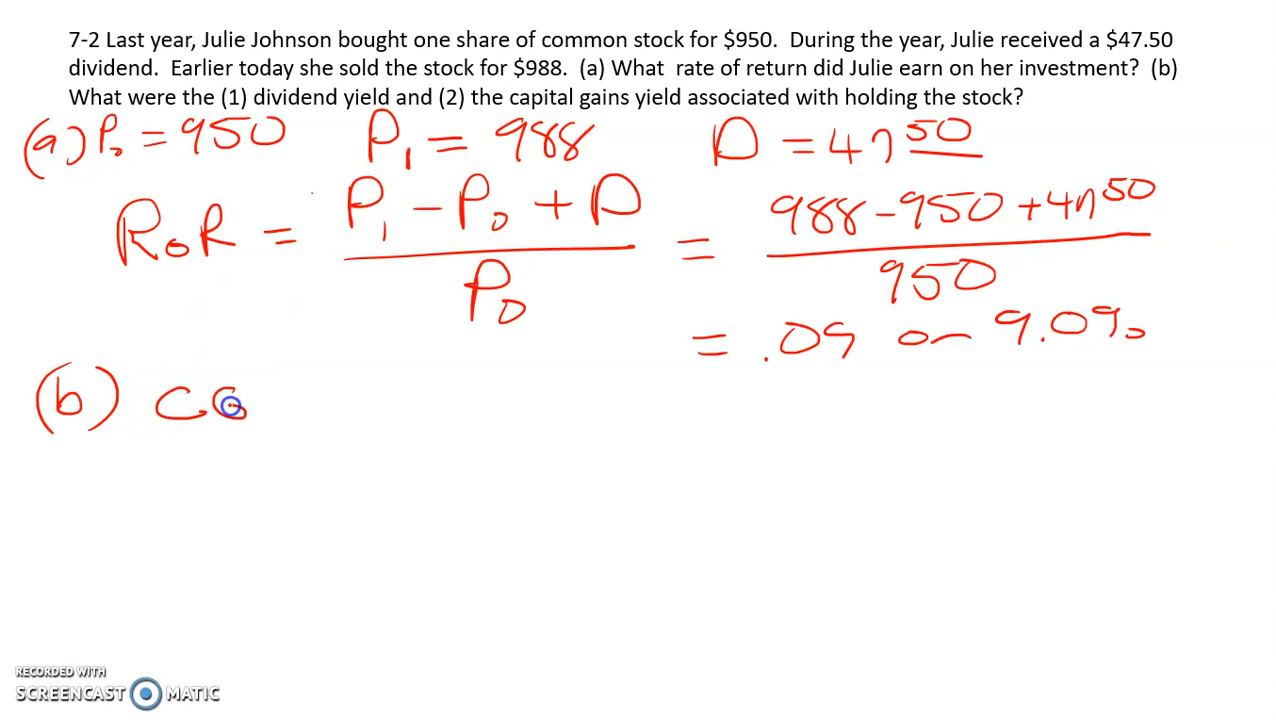 7-2 Last year, Julie Johnson bought one share of common stock for $950. During the year, Julie received a $47.50
dividend. Earlier today she sold the stock for $988. (a) What rate of return did Julie earn on her investment? (b)
What were the (1) dividend yield and (2) the capital gains yield associated with holding the stock?
(a) P₀ = 950 P₁ = 988 D = 47 50
RoR = P₁ - P₀ + D / P₀ = 988 - 950 + 47 50 / 950
= .09 or 9.0%
(b) CG
RECORDED WITH
SCREENCAST MATIC